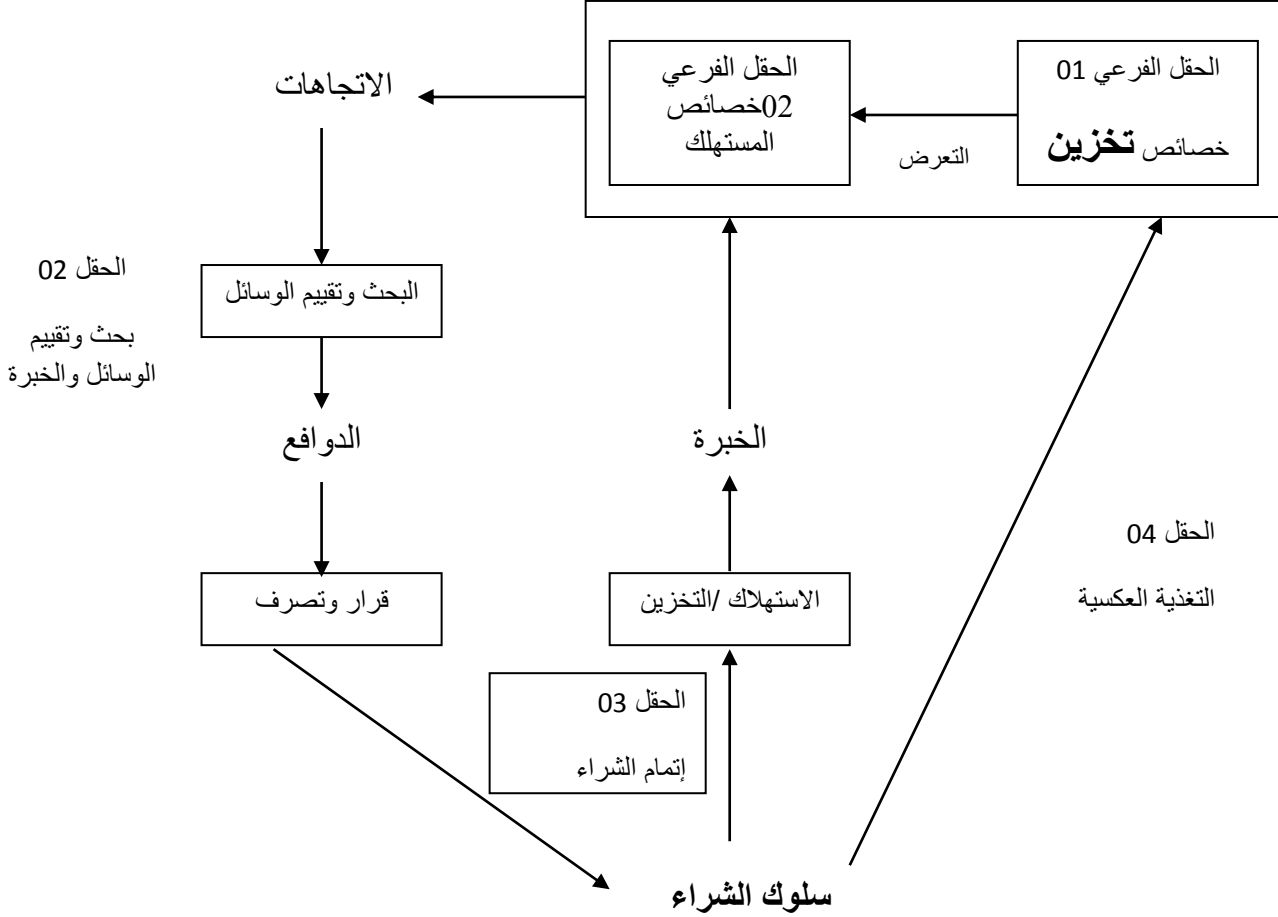 الحقل الفرعي 01
خصائص تخزين
التعرض
الحقل الفرعي
02خصائص
المستهلك
الاتجاهات
الحقل 02
بحث وتقييم
الوسائل والخبرة
البحث وتقييم الوسائل
الدوافع
قرار وتصرف
الخبرة
الاستهلاك /التخزين
الحقل 04
التغذية العكسية
الحقل 03
إتمام الشراء
سلوك الشراء